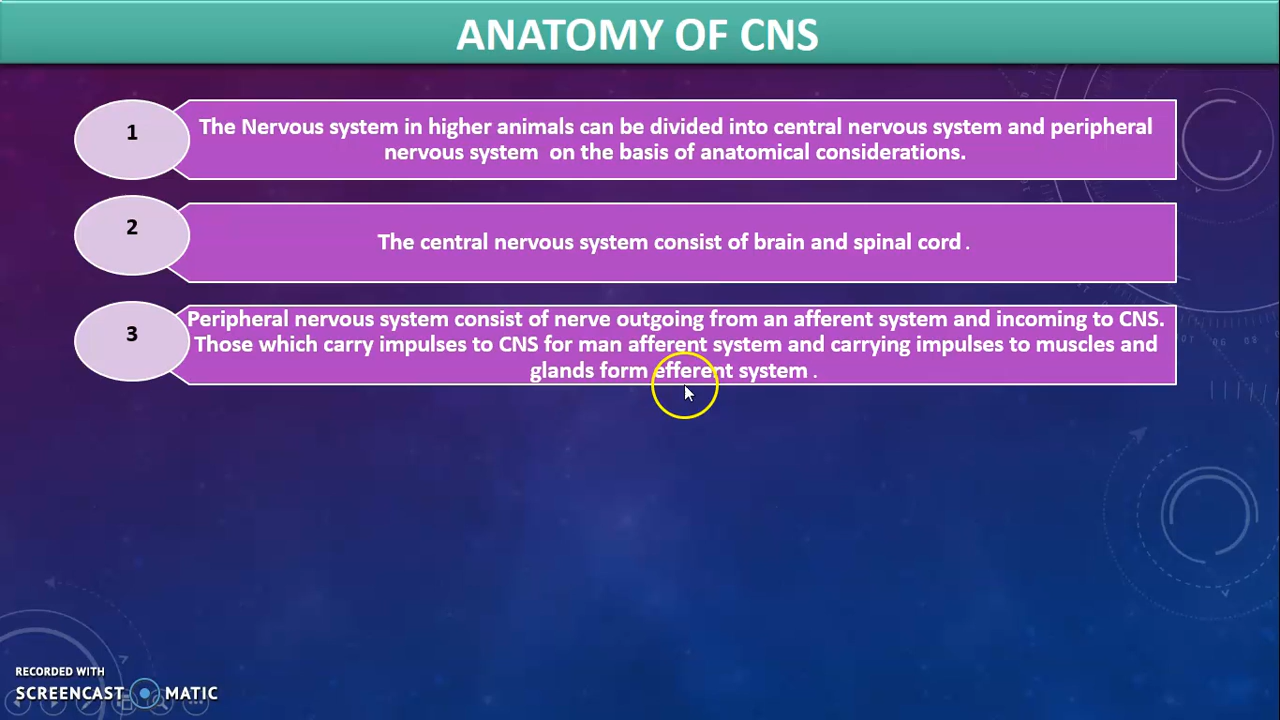 ANATOMY OF CNS
1
The Nervous system in higher animals can be divided into central nervous system and peripheral
nervous system on the basis of anatomical considerations.
2
The central nervous system consist of brain and spinal cord .
3
Peripheral nervous system consist of nerve outgoing from an afferent system and incoming to CNS.
Those which carry impulses to CNS for man afferent system and carrying impulses to muscles and
glands form efferent system .
RECORDED WITH
SCREENCAST MATIC